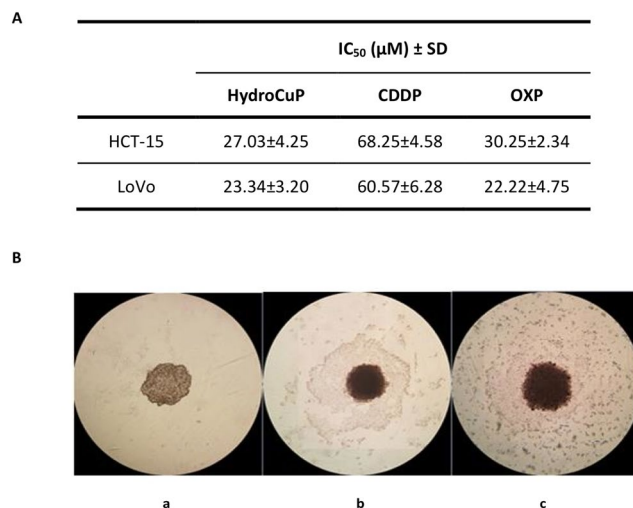 A
IC₅₀ (µM) ± SD
HydroCuP CDDP OXP
HCT-15 27.03±4.25 68.25±4.58 30.25±2.34
LoVo 23.34±3.20 60.57±6.28 22.22±4.75
B
a b c